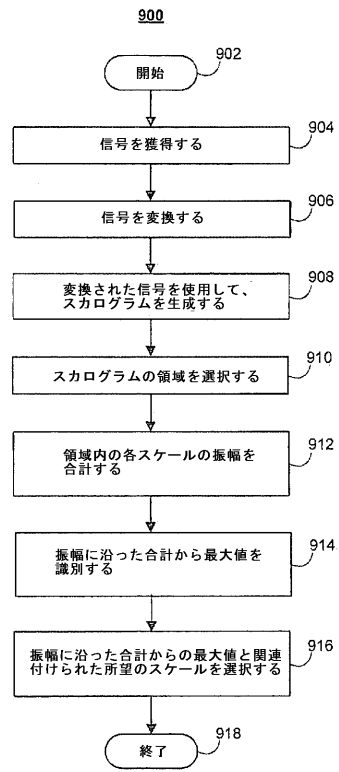 900
開始
902
信号を獲得する
904
信号を変換する
906
変換された信号を使用して、
スカログラムを生成する
908
スカログラムの領域を選択する
910
領域内の各スケールの振幅を
合計する
912
振幅に沿った合計から最大値を
識別する
914
振幅に沿った合計からの最大値と関連
付けられた所望のスケールを選択する
916
終了
918